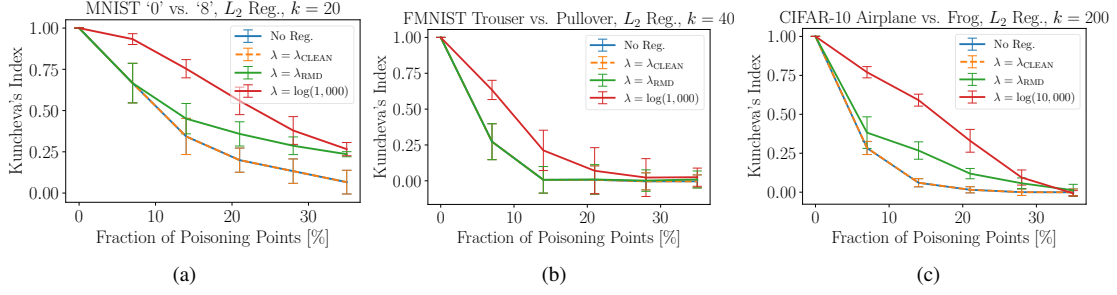 MNIST ‘0’ vs. ‘8’, L₂ Reg., k = 20
Kuncheva's Index
1.00
0.75
0.50
0.25
0.00
No Reg.
λ = λCLEAN
λ = λRMD
λ = log(1,000)
0 10 20 30
Fraction of Poisoning Points [%]
(a)
FMNIST Trouser vs. Pullover, L₂ Reg., k = 40
Kuncheva's Index
1.00
0.75
0.50
0.25
0.00
No Reg.
λ = λCLEAN
λ = λRMD
λ = log(1,000)
0 10 20 30
Fraction of Poisoning Points [%]
(b)
CIFAR-10 Airplane vs. Frog, L₂ Reg., k = 200
Kuncheva's Index
1.00
0.75
0.50
0.25
0.00
No Reg.
λ = λCLEAN
λ = λRMD
λ = log(10,000)
0 10 20 30
Fraction of Poisoning Points [%]
(c)